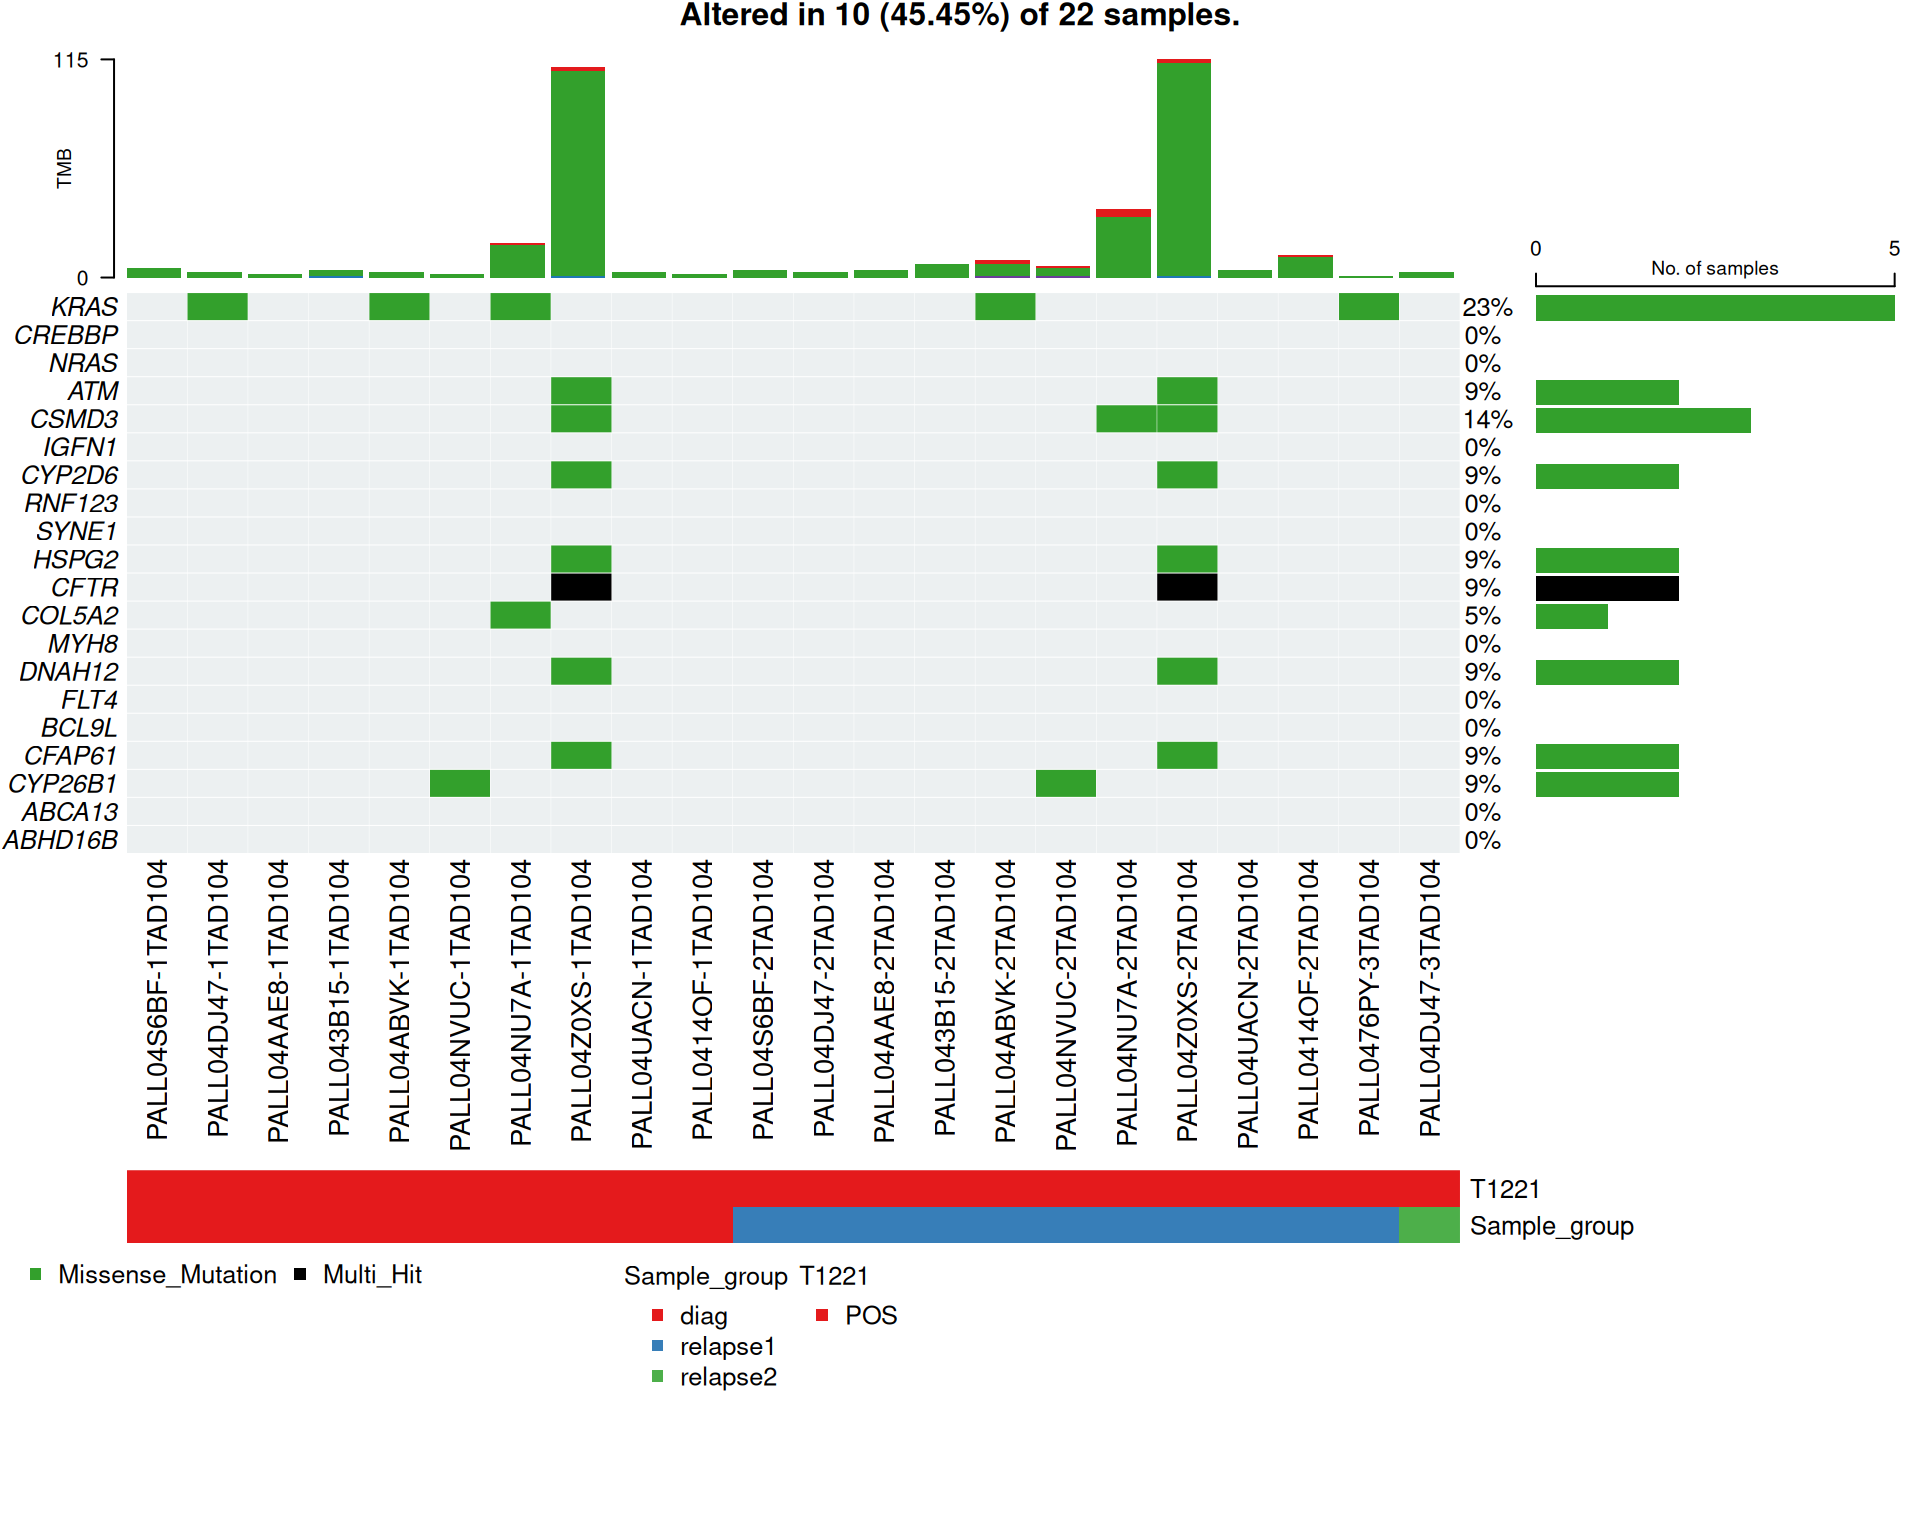 Altered in 10 (45.45%) of 22 samples.
115
TMB
0
0 5
No. of samples
KRAS 23%
CREBBP 0%
NRAS 0%
ATM 9%
CSMD3 14%
IGFN1 0%
CYP2D6 9%
RNF123 0%
SYNE1 0%
HSPG2 9%
CFTR 9%
COL5A2 5%
MYH8 0%
DNAH12 9%
FLT4 0%
BCL9L 0%
CFAP61 9%
CYP26B1 9%
ABCA13 0%
ABHD16B 0%
PALL04S6BF-1TAD104
PALL04DJ47-1TAD104
PALL04AAE8-1TAD104
PALL043B15-1TAD104
PALL04ABVK-1TAD104
PALL04NVUC-1TAD104
PALL04NU7A-1TAD104
PALL04Z0XS-1TAD104
PALL04UACN-1TAD104
PALL0414OF-1TAD104
PALL04S6BF-2TAD104
PALL04DJ47-2TAD104
PALL04AAE8-2TAD104
PALL043B15-2TAD104
PALL04ABVK-2TAD104
PALL04NVUC-2TAD104
PALL04NU7A-2TAD104
PALL04Z0XS-2TAD104
PALL04UACN-2TAD104
PALL0414OF-2TAD104
PALL0476PY-3TAD104
PALL04DJ47-3TAD104
T1221
Sample_group
Missense_Mutation Multi_Hit
Sample_group T1221
diag POS
relapse1
relapse2